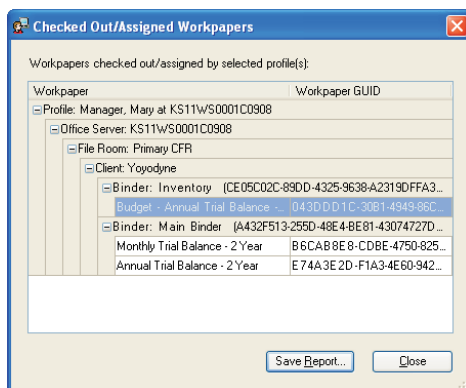 Checked Out/Assigned Workpapers
Workpapers checked out/assigned by selected profile(s):
Workpaper Workpaper GUID
Profile: Manager, Mary at KS11WS0001C0908
Office Server: KS11WS0001C0908
File Room: Primary CFR
Client: Yoyodyne
Binder: Inventory (CE05C02C-89DD-4325-9638-A2319DFFA3...
Budget - Annual Trial Balance -... 043DDD1C-30B1-4949-86C...
Binder: Main Binder (A432F513-255D-48E4-BE81-43074727D...
Monthly Trial Balance - 2 Year B6CAB8E8-CDBE-4750-825...
Annual Trial Balance - 2 Year E74A3E2D-F1A3-4E60-942...
Save Report... Close